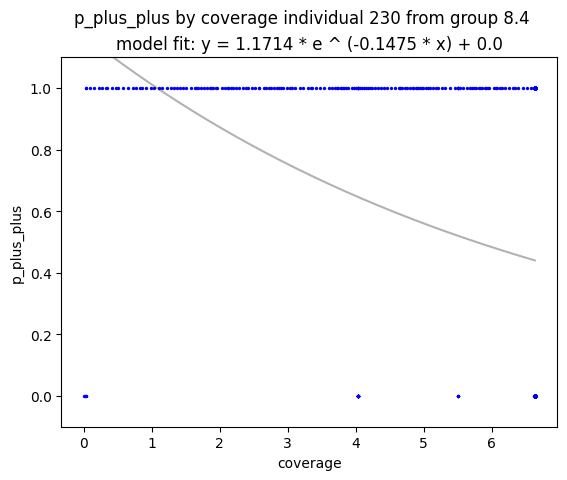 p_plus_plus by coverage individual 230 from group 8.4
model fit: y = 1.1714 * e ^ (-0.1475 * x) + 0.0
1.0
0.8
0.6
0.4
0.2
0.0
p_plus_plus
0 1 2 3 4 5 6
coverage